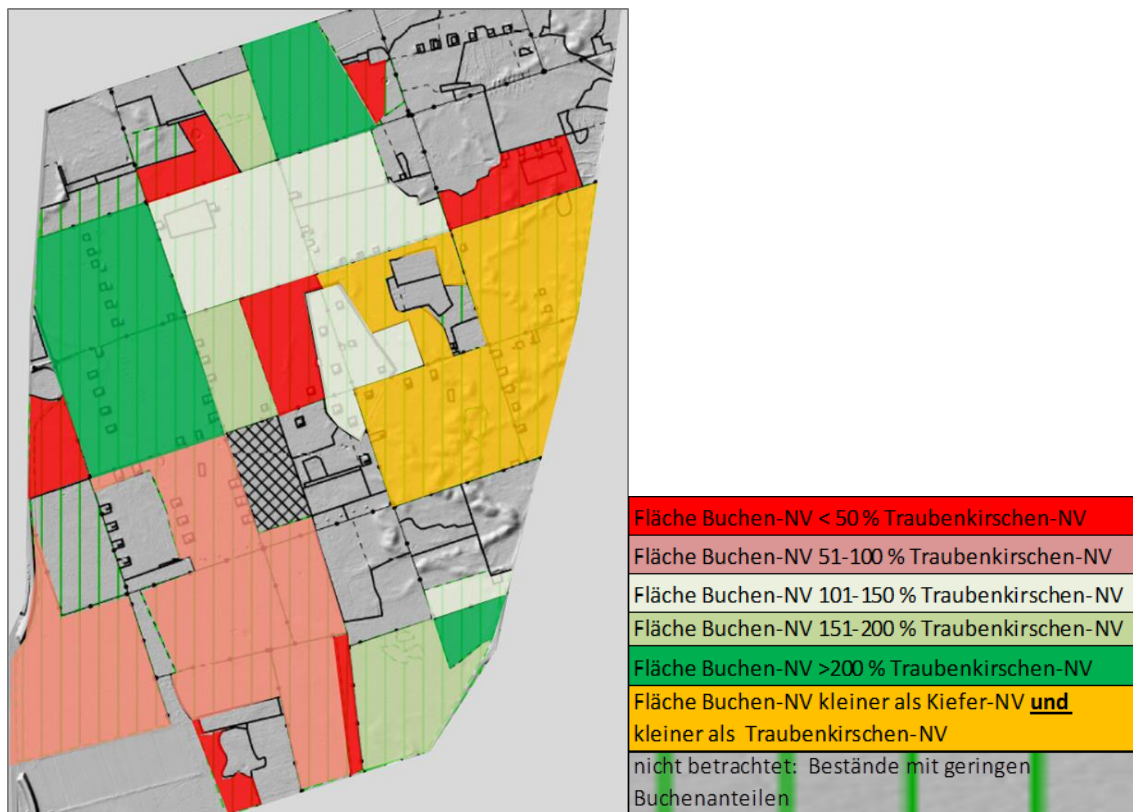 Fläche Buchen-NV < 50 % Traubenkirschen-NV
Fläche Buchen-NV 51-100 % Traubenkirschen-NV
Fläche Buchen-NV 101-150 % Traubenkirschen-NV
Fläche Buchen-NV 151-200 % Traubenkirschen-NV
Fläche Buchen-NV >200 % Traubenkirschen-NV
Fläche Buchen-NV kleiner als Kiefer-NV und
kleiner als Traubenkirschen-NV
nicht betrachtet: Bestände mit geringen
Buchenanteilen